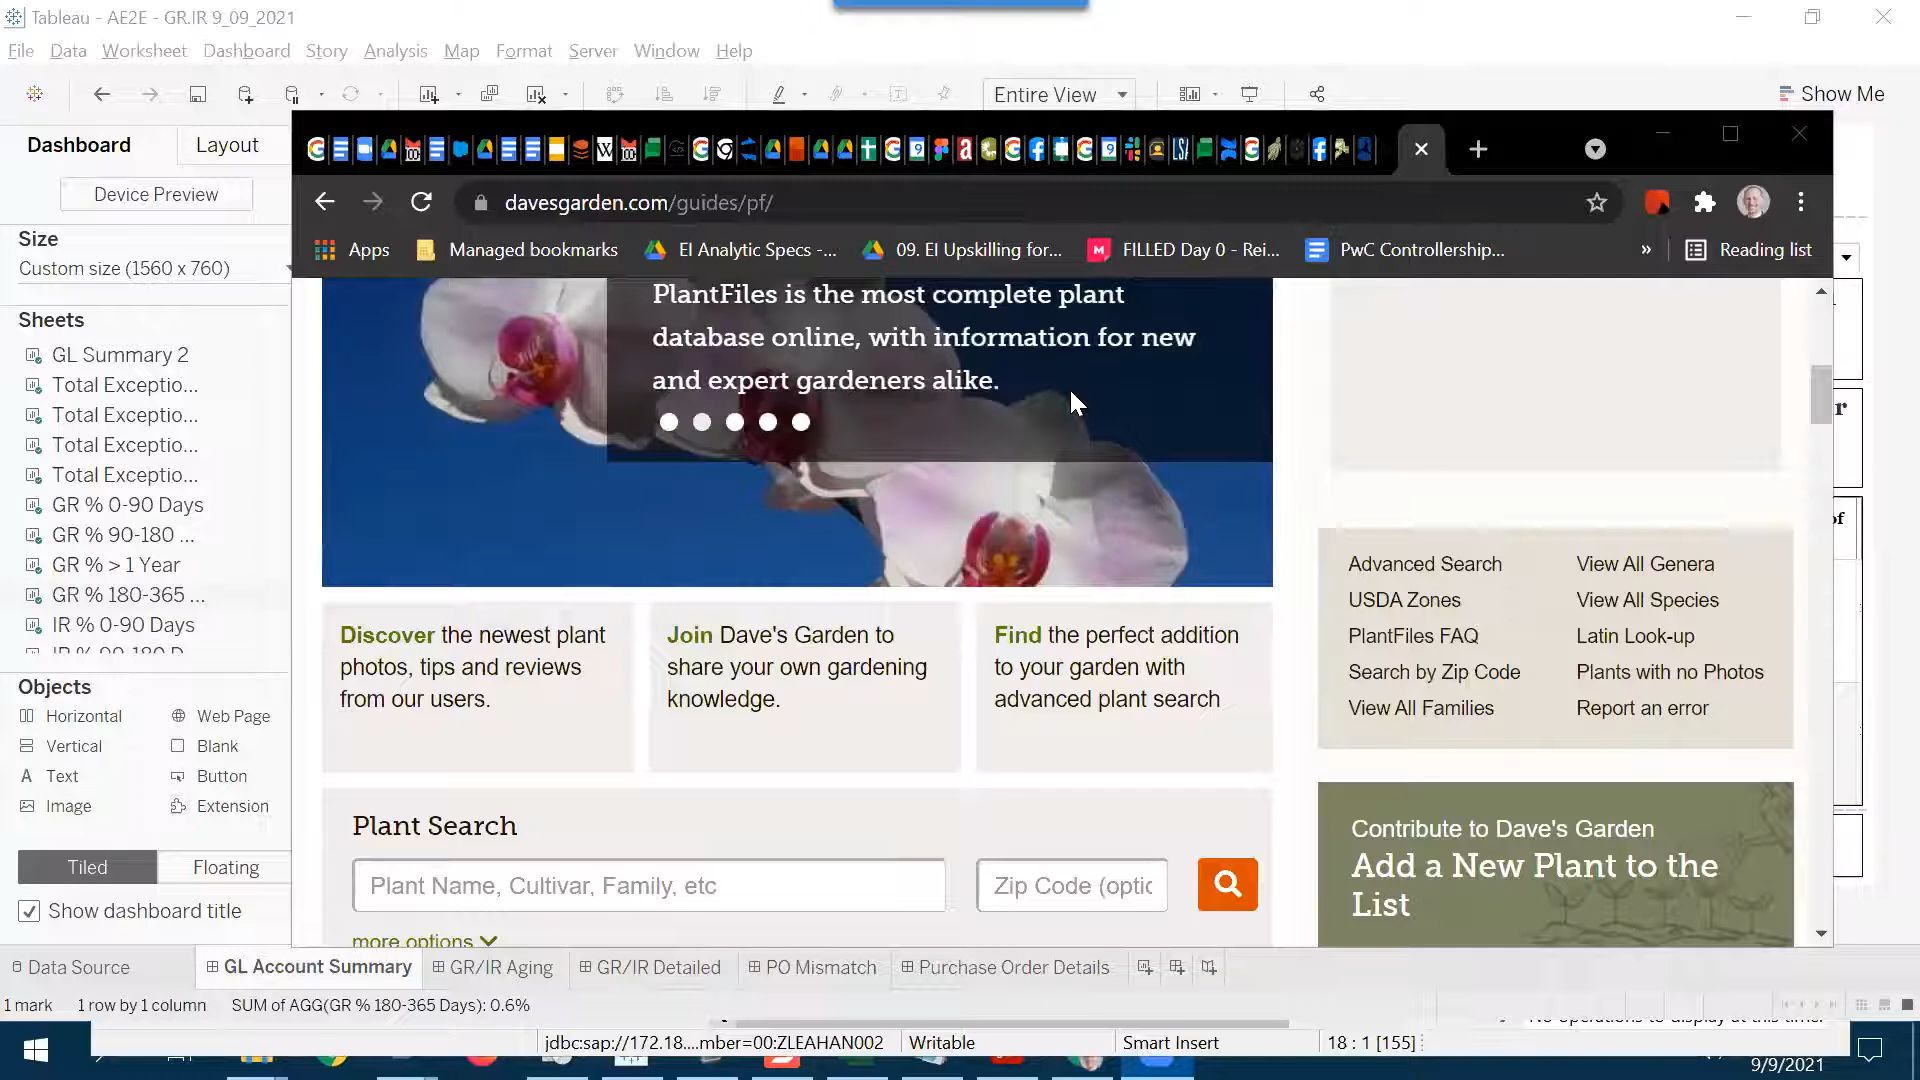 Tableau - AE2E - GR.IR 9_09_2021
File Data Worksheet Dashboard Story Analysis Map Format Server Window Help
Entire View
Show Me
Dashboard Layout
Device Preview
Size
Custom size (1560 x 760)
Sheets
GL Summary 2
Total Exceptio...
Total Exceptio...
Total Exceptio...
Total Exceptio...
GR % 0-90 Days
GR % 90-180 ...
GR % > 1 Year
GR % 180-365 ...
IR % 0-90 Days
IR % 90-180 D
Objects
Horizontal Web Page
Vertical Blank
Text Button
Image Extension
Tiled Floating
Show dashboard title
davesgarden.com/guides/pf/
Apps Managed bookmarks EI Analytic Specs -... 09. EI Upskilling for... FILLED Day 0 - Rei... PwC Controllership... » Reading list
PlantFiles is the most complete plant
database online, with information for new
and expert gardeners alike.
Discover the newest plant
photos, tips and reviews
from our users.
Join Dave's Garden to
share your own gardening
knowledge.
Find the perfect addition
to your garden with
advanced plant search
Advanced Search View All Genera
USDA Zones View All Species
PlantFiles FAQ Latin Look-up
Search by Zip Code Plants with no Photos
View All Families Report an error
Plant Search
Plant Name, Cultivar, Family, etc
Zip Code (optic
more options
Contribute to Dave's Garden
Add a New Plant to the
List
r
of
Data Source GL Account Summary GR/IR Aging GR/IR Detailed PO Mismatch Purchase Order Details
1 mark 1 row by 1 column SUM of AGG(GR % 180-365 Days): 0.6%
No operations to display at this time.
jdbc:sap://172.18....mber=00:ZLEAHAN002 Writable Smart Insert 18 : 1 [155]
9/9/2021